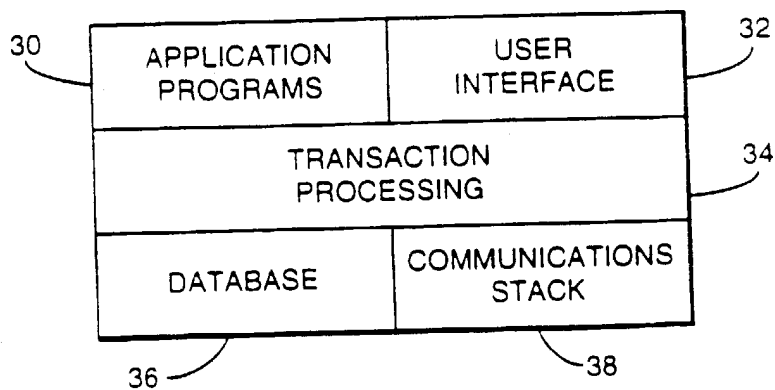 30
APPLICATION
PROGRAMS
USER
INTERFACE
32
TRANSACTION
PROCESSING
34
DATABASE
COMMUNICATIONS
STACK
36
38